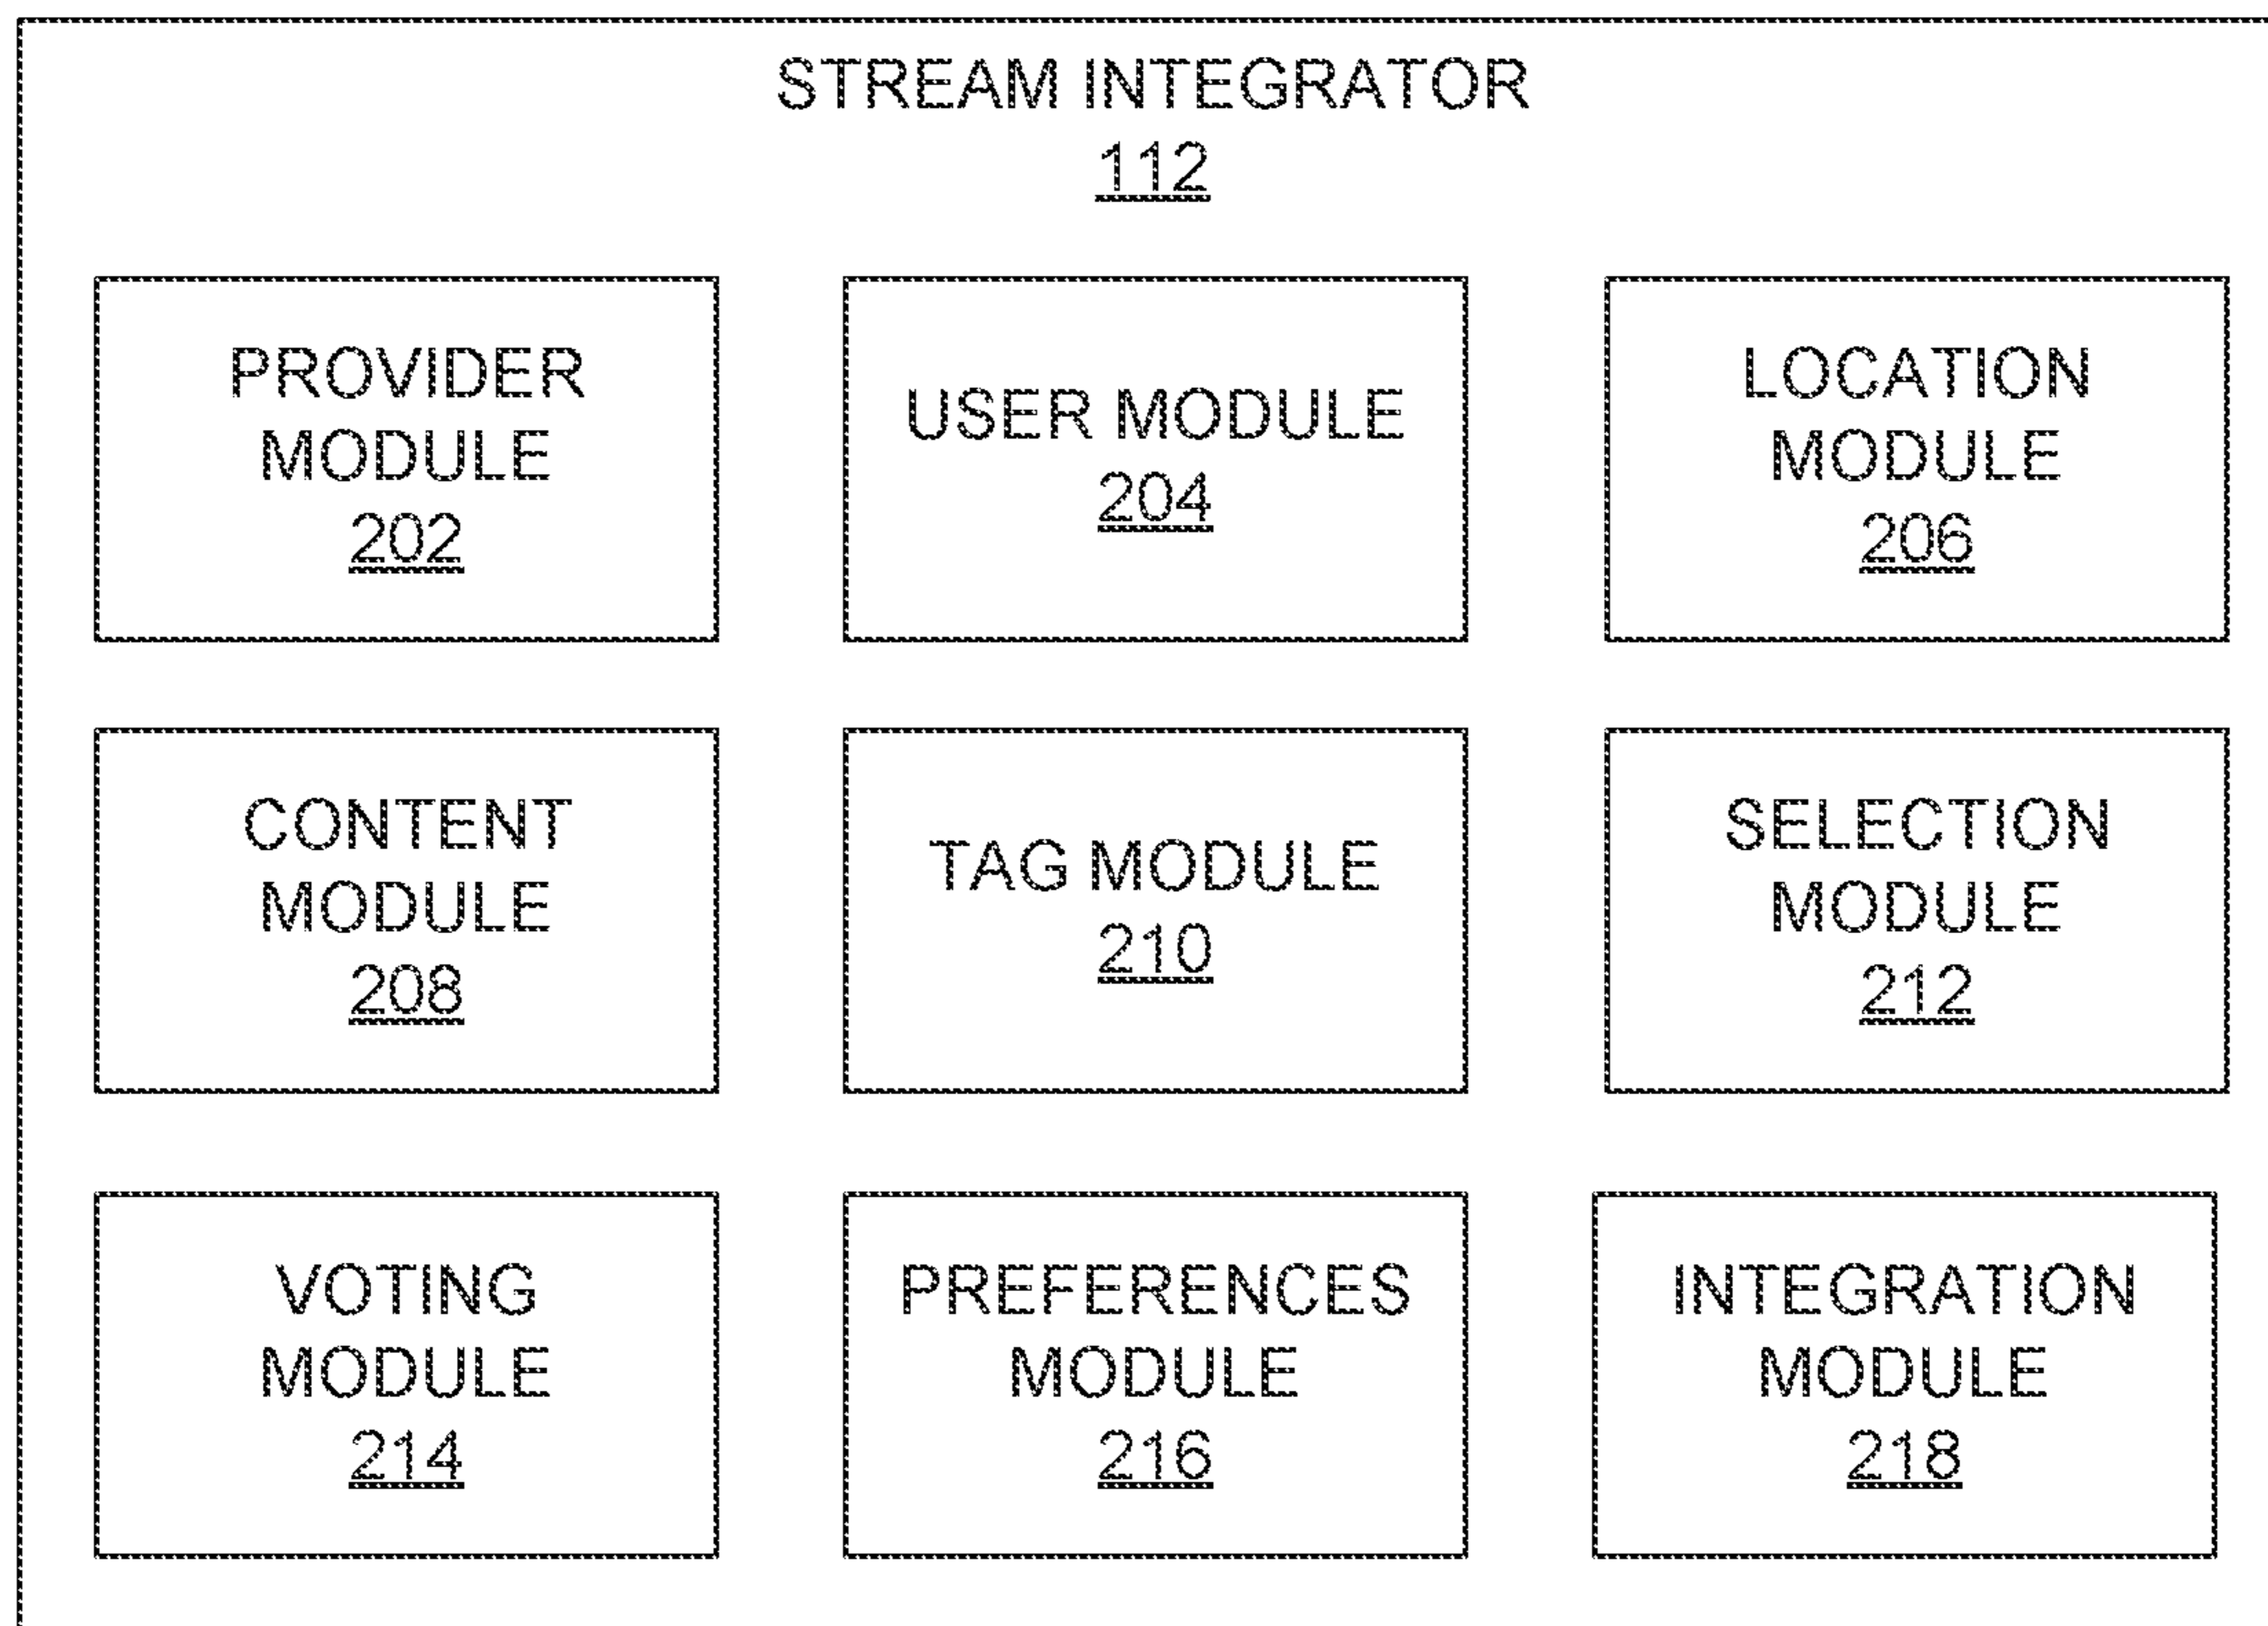 STREAM INTEGRATOR
112
PROVIDER
MODULE
202
USER MODULE
204
LOCATION
MODULE
206
CONTENT
MODULE
208
TAG MODULE
210
SELECTION
MODULE
212
VOTING
MODULE
214
PREFERENCES
MODULE
216
INTEGRATION
MODULE
218